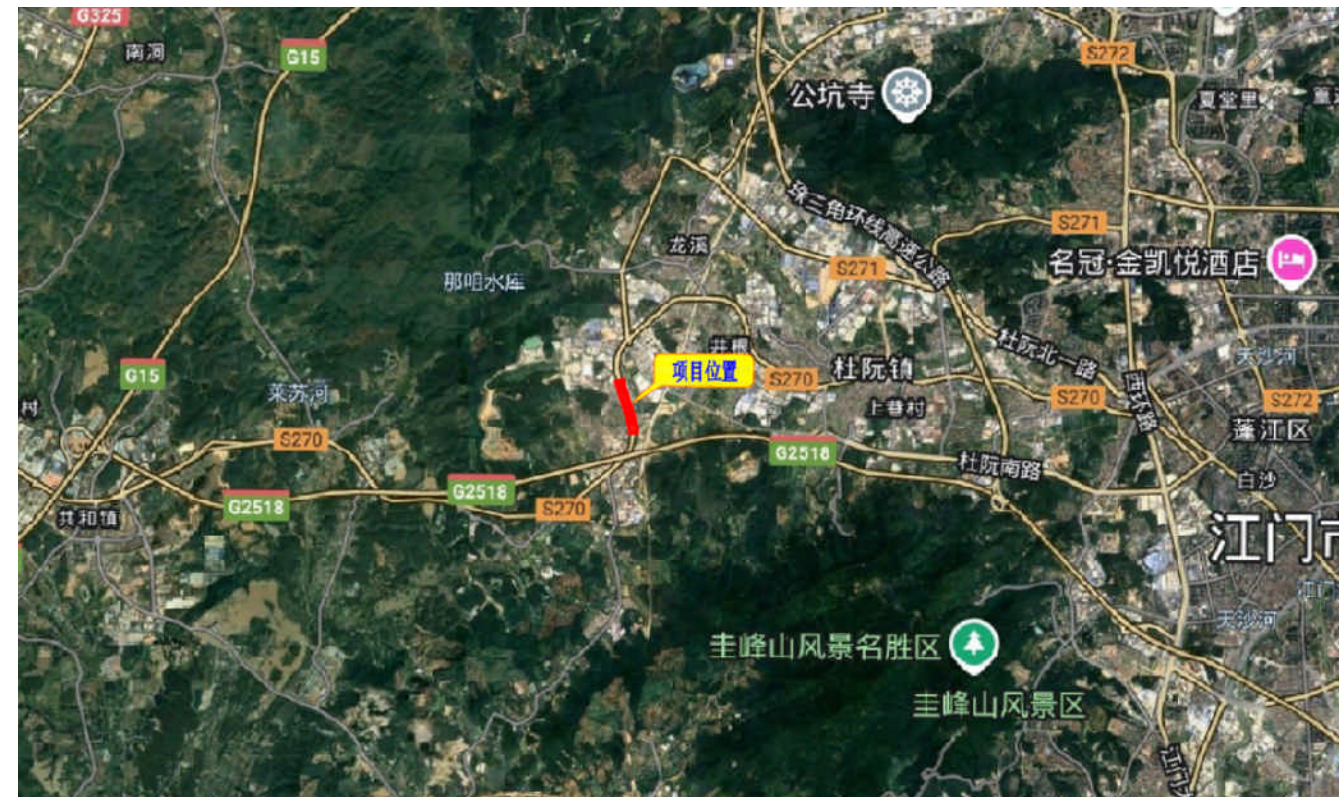 G325
南洞
G15
S272
公坑寺
夏堂里
珠三角环线高速公路
S271
龙溪
S271
名冠·金凯悦酒店
那咀水库
井根
项目位置
杜阮北一路
天沙河
G15
莱苏河
S270
杜阮镇
S270
西环路
S272
村
上巷村
蓬江区
S270
G2518
杜阮南路
白沙
G2518
G2518
S270
共和镇
江门市
江门
天沙河
圭峰山风景名胜区
圭峰山风景区
江门